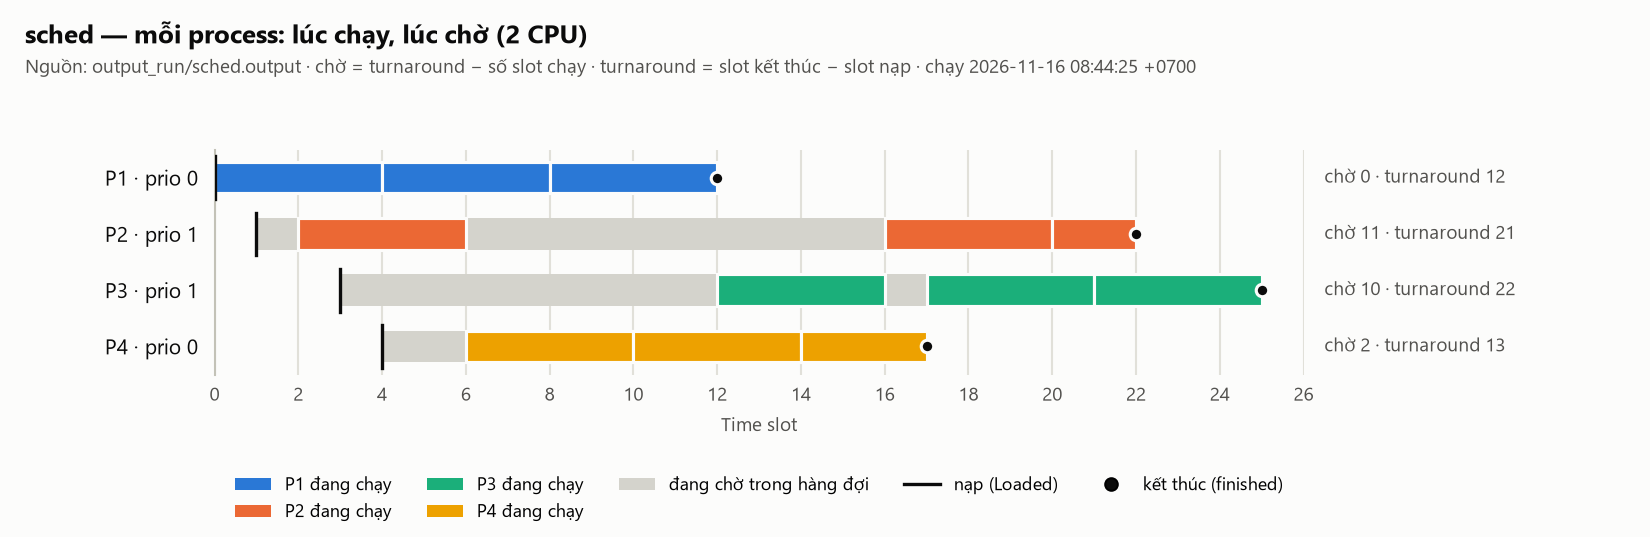 sched — mỗi process: lúc chạy, lúc chờ (2 CPU)
Nguồn: output_run/sched.output · chờ = turnaround − số slot chạy · turnaround = slot kết thúc − slot nạp · chạy 2026-11-16 08:44:25 +0700
P1 · prio 0
chờ 0 · turnaround 12
P2 · prio 1
chờ 11 · turnaround 21
P3 · prio 1
chờ 10 · turnaround 22
P4 · prio 0
chờ 2 · turnaround 13
0 2 4 6 8 10 12 14 16 18 20 22 24 26
Time slot
P1 đang chạy P3 đang chạy đang chờ trong hàng đợi nạp (Loaded) kết thúc (finished)
P2 đang chạy P4 đang chạy